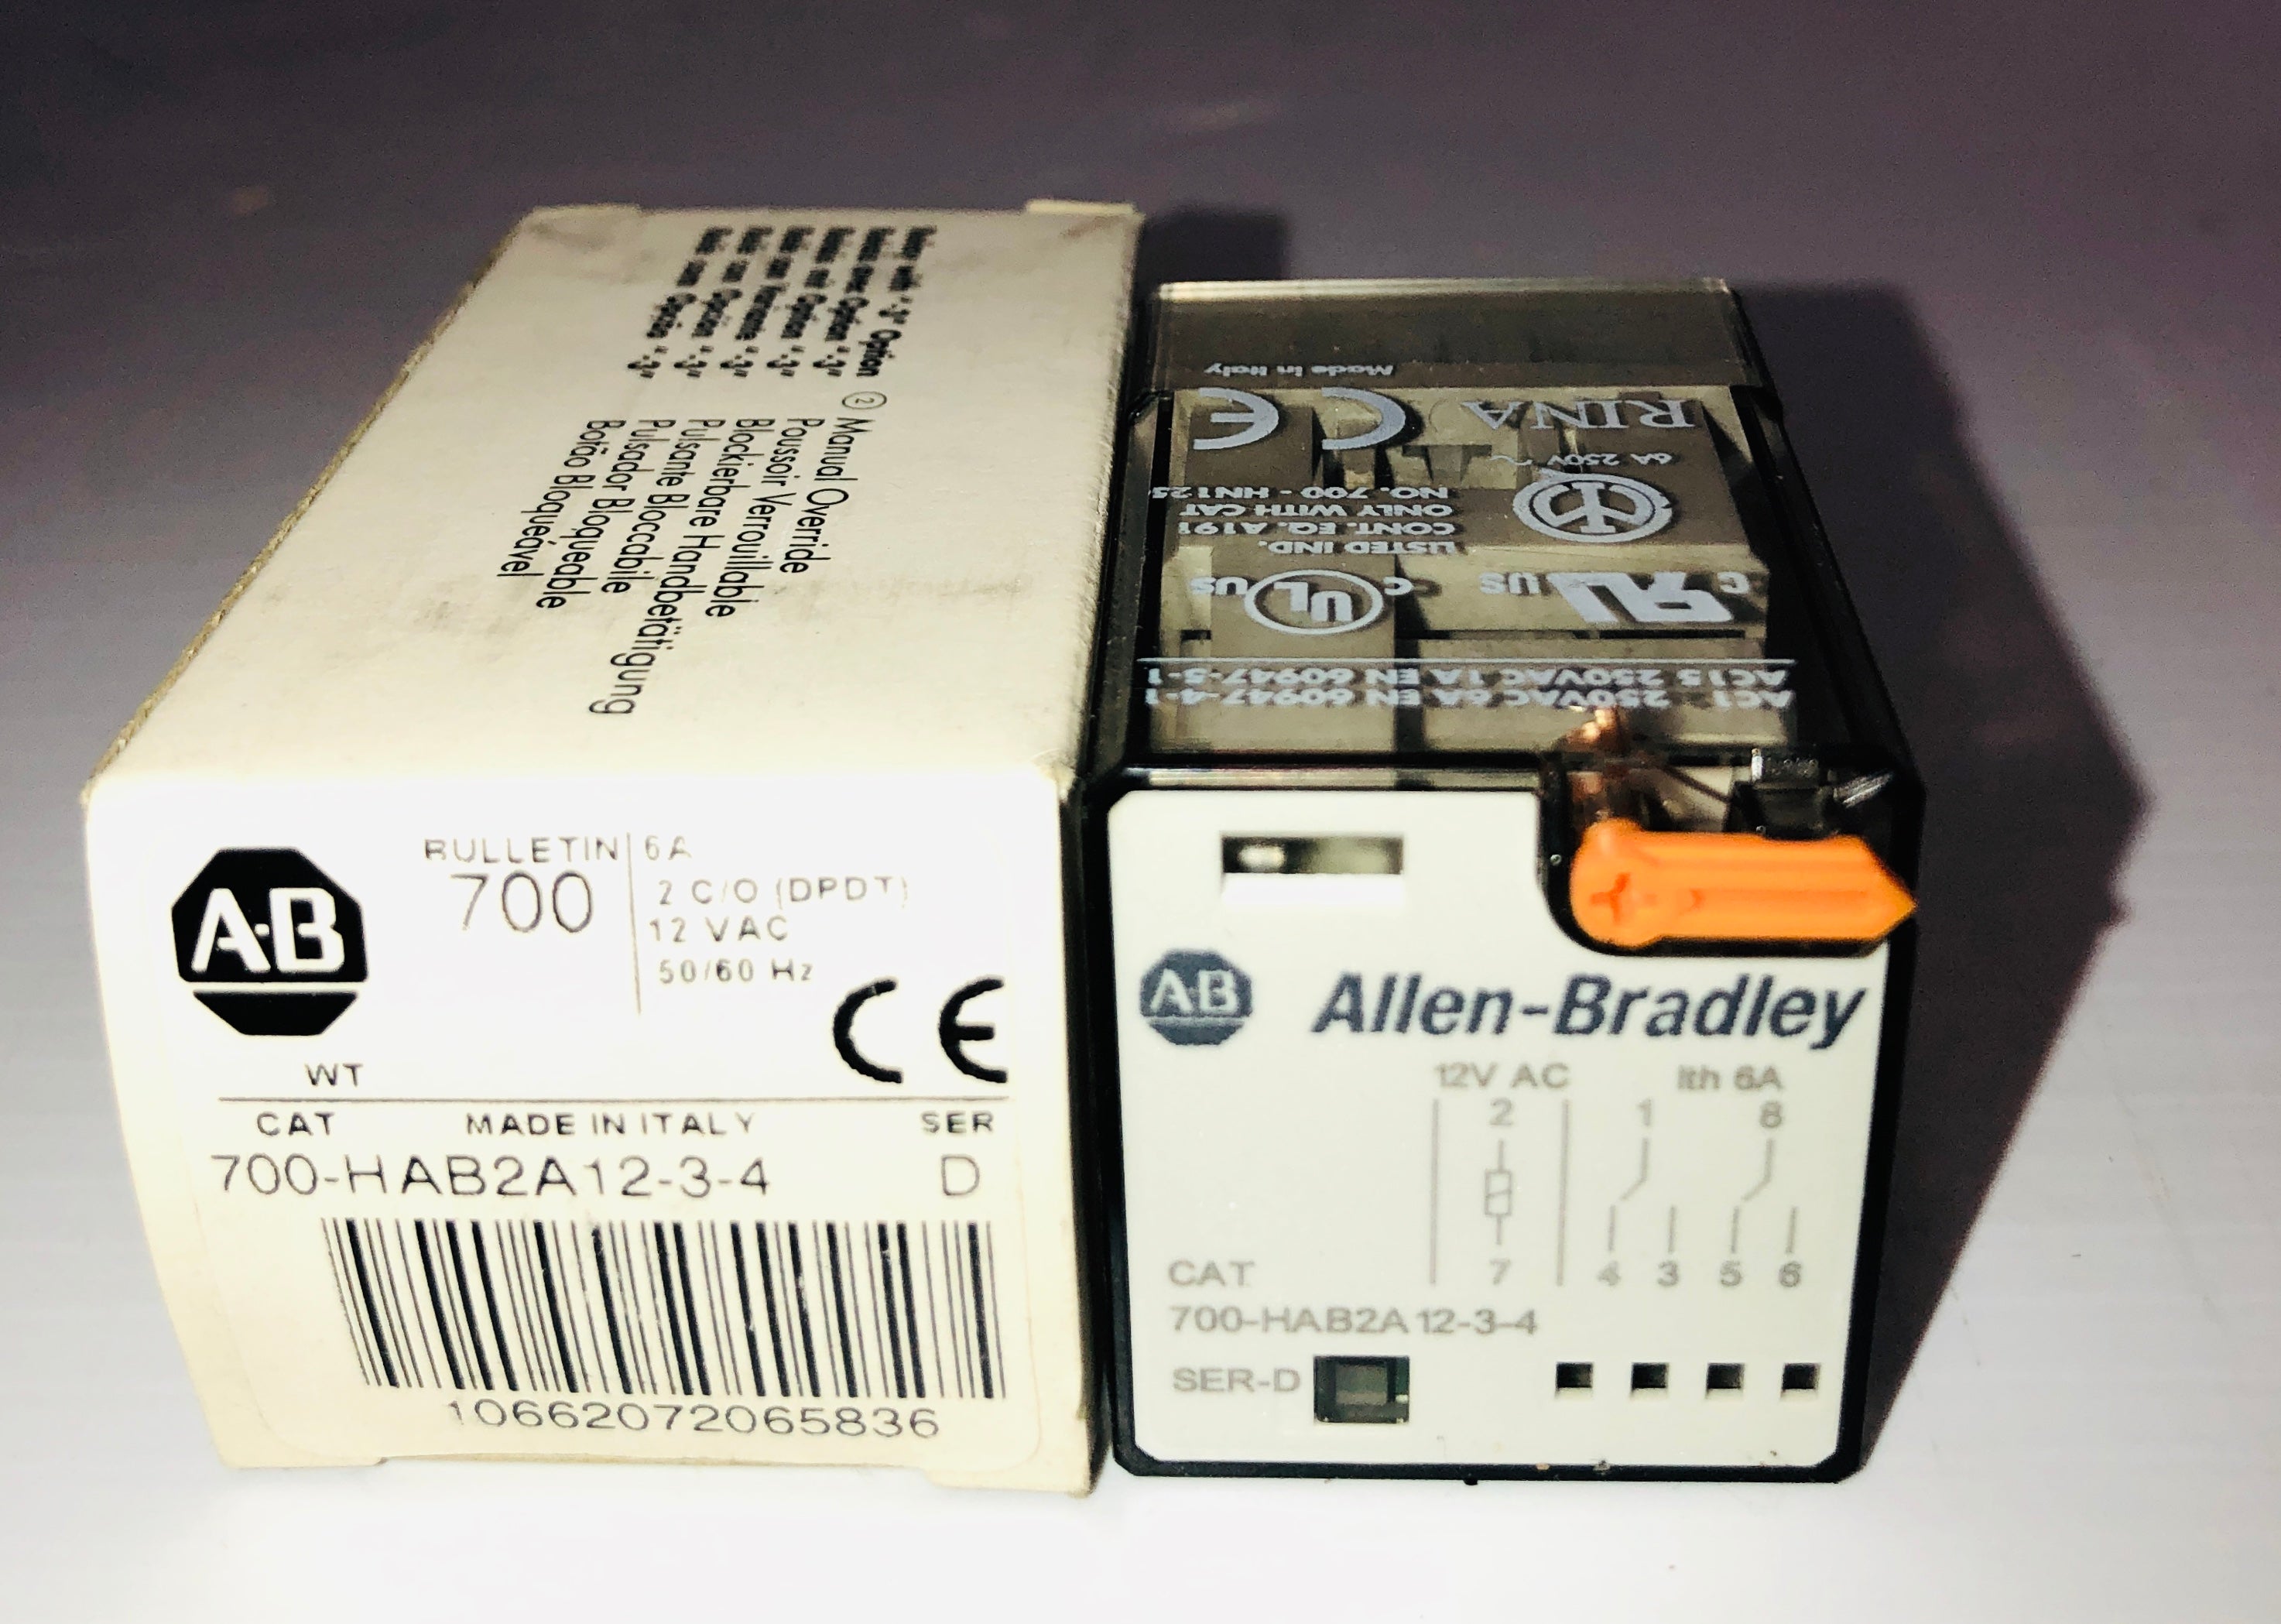 ② Manual Override
Poussoir Verrouillable
Blockierbare Handbetätigung
Pulsante Bloccabile
Pulsador Bloqueable
Botão Bloqueável
A-B
BULLETIN
700
6A
2 C/O (DPDT)
12 VAC
50/60 Hz
CE
WT
CAT
MADE IN ITALY
SER
700-HAB2A12-3-4
D
10662072065836
Made in Italy
CE
RINA
6A 250V ~
NO. 700 - HN125
ONLY WITH CAT
CONT. EQ. A191
LISTED IND.
C UL US
C US
AC15 250VAC 1A EN 60947-5-1
AC1 250VAC 6A EN 60947-4-1
A-B Allen-Bradley
12V AC Ith 6A
2 1 8
7 4 3 5 6
CAT
700-HAB2A12-3-4
SER-D